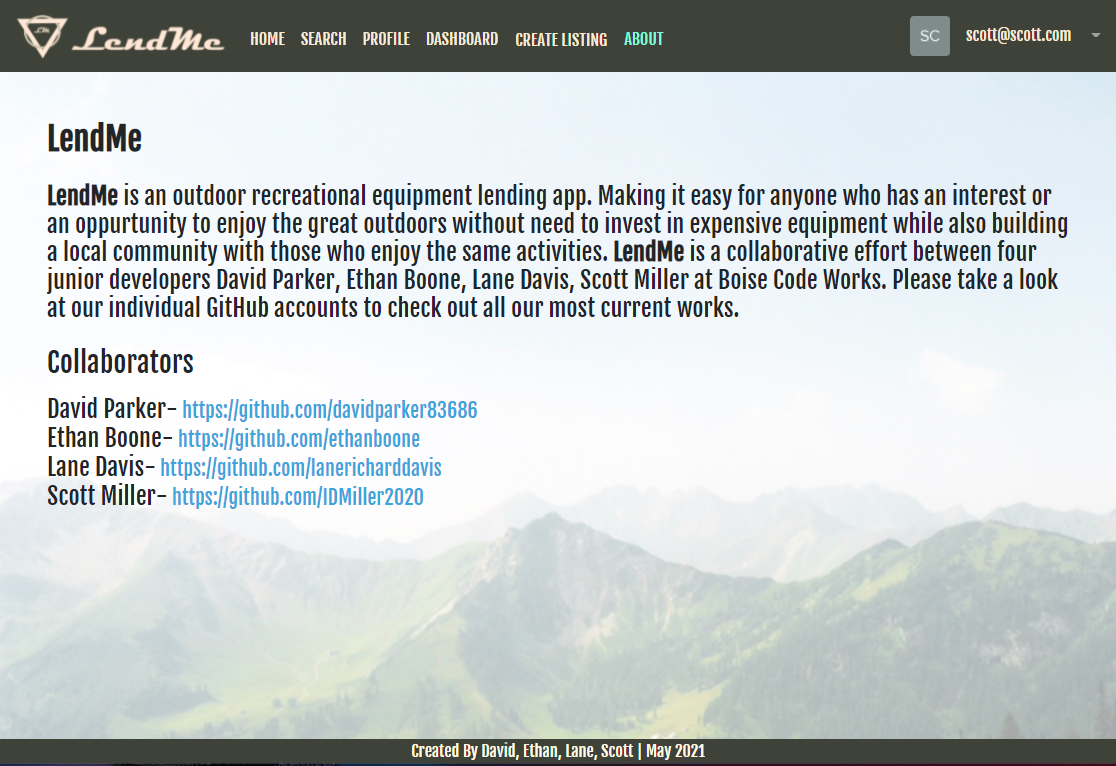 LM LendMe HOME SEARCH PROFILE DASHBOARD CREATE LISTING ABOUT SC scott@scott.com
LendMe
LendMe is an outdoor recreational equipment lending app. Making it easy for anyone who has an interest or
an oppurtunity to enjoy the great outdoors without need to invest in expensive equipment while also building
a local community with those who enjoy the same activities. LendMe is a collaborative effort between four
junior developers David Parker, Ethan Boone, Lane Davis, Scott Miller at Boise Code Works. Please take a look
at our individual GitHub accounts to check out all our most current works.
Collaborators
David Parker- https://github.com/davidparker83686
Ethan Boone- https://github.com/ethanboone
Lane Davis- https://github.com/lanericharddavis
Scott Miller- https://github.com/IDMiller2020
Created By David, Ethan, Lane, Scott | May 2021